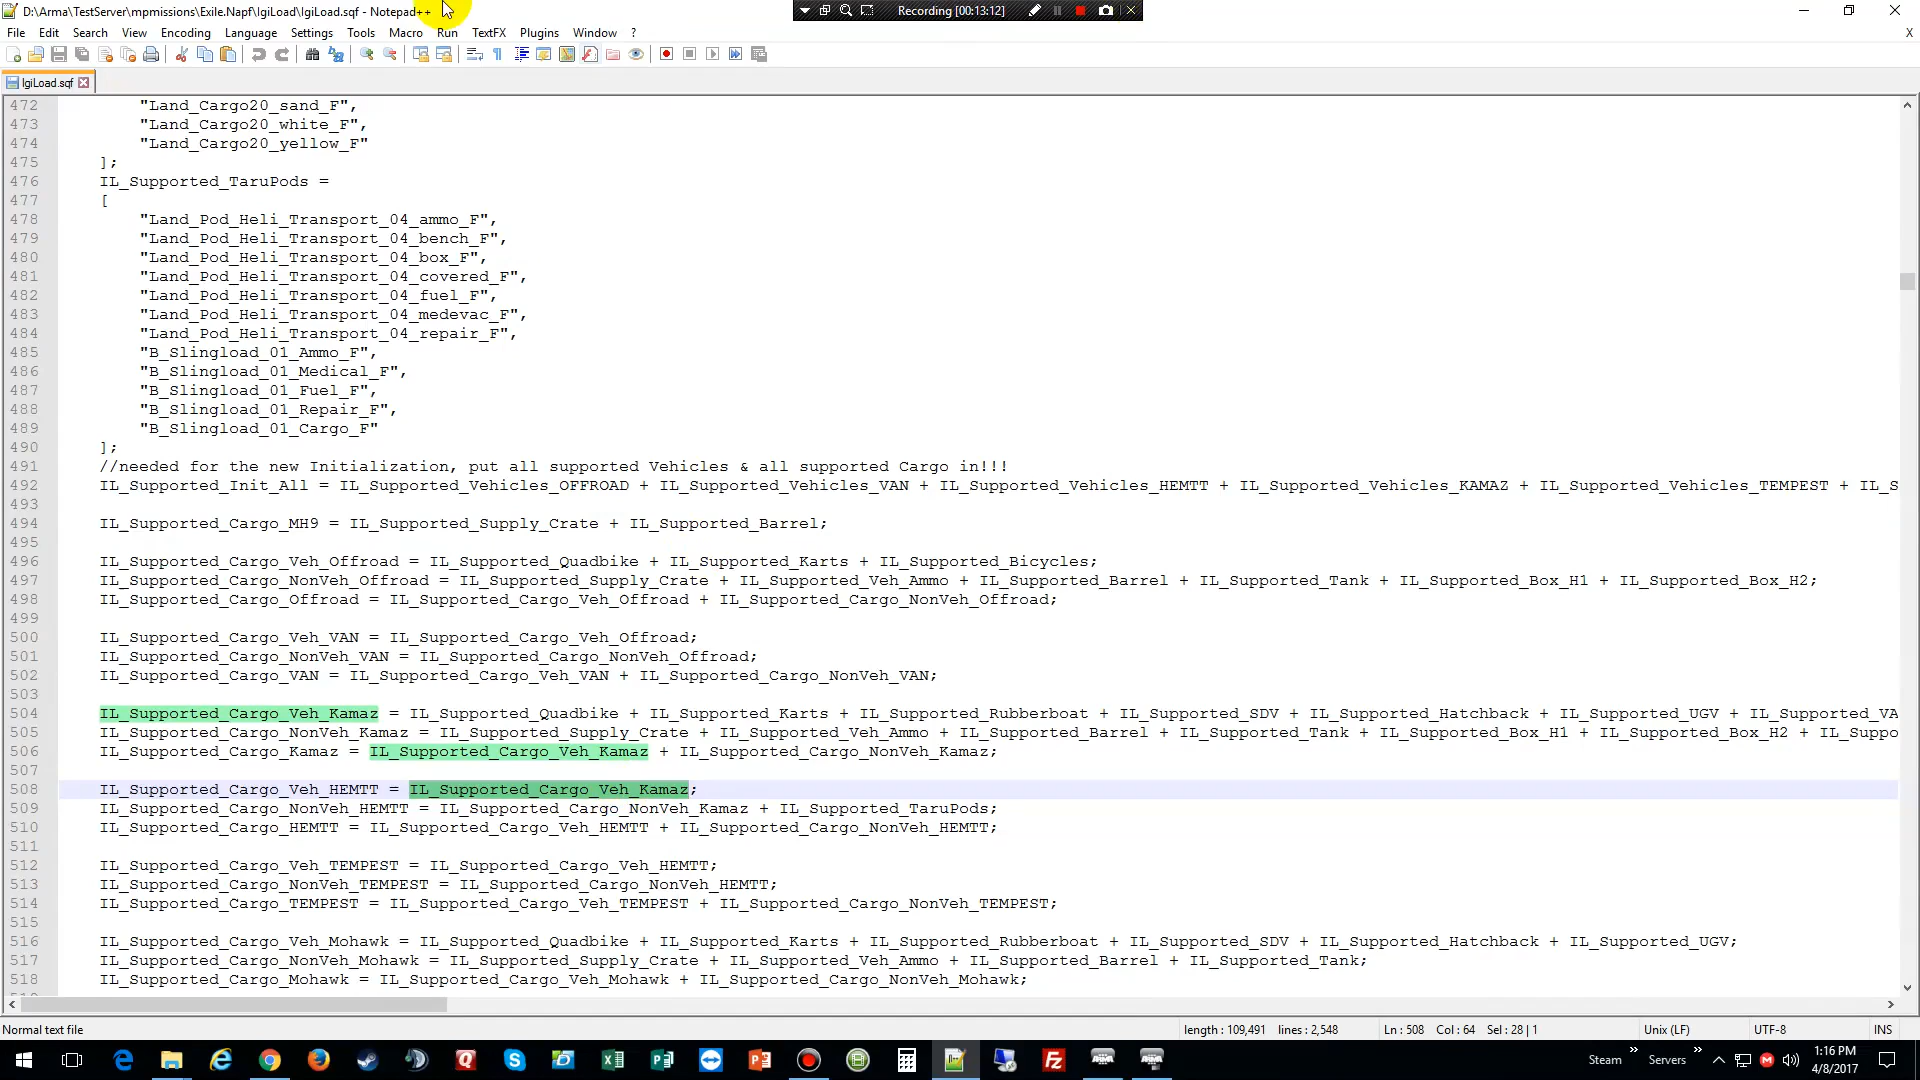 D:\Arma\TestServer\mpmissions\Exile.Napf\IgiLoad\IgiLoad.sqf - Notepad++
Recording [00:13:12]
File Edit Search View Encoding Language Settings Tools Macro Run TextFX Plugins Window ? X
IgiLoad.sqf
472 "Land_Cargo20_sand_F",
473 "Land_Cargo20_white_F",
474 "Land_Cargo20_yellow_F"
475 ];
476 IL_Supported_TaruPods =
477 [
478 "Land_Pod_Heli_Transport_04_ammo_F",
479 "Land_Pod_Heli_Transport_04_bench_F",
480 "Land_Pod_Heli_Transport_04_box_F",
481 "Land_Pod_Heli_Transport_04_covered_F",
482 "Land_Pod_Heli_Transport_04_fuel_F",
483 "Land_Pod_Heli_Transport_04_medevac_F",
484 "Land_Pod_Heli_Transport_04_repair_F",
485 "B_Slingload_01_Ammo_F",
486 "B_Slingload_01_Medical_F",
487 "B_Slingload_01_Fuel_F",
488 "B_Slingload_01_Repair_F",
489 "B_Slingload_01_Cargo_F"
490 ];
491 //needed for the new Initialization, put all supported Vehicles & all supported Cargo in!!!
492 IL_Supported_Init_All = IL_Supported_Vehicles_OFFROAD + IL_Supported_Vehicles_VAN + IL_Supported_Vehicles_HEMTT + IL_Supported_Vehicles_KAMAZ + IL_Supported_Vehicles_TEMPEST + IL_S
493
494 IL_Supported_Cargo_MH9 = IL_Supported_Supply_Crate + IL_Supported_Barrel;
495
496 IL_Supported_Cargo_Veh_Offroad = IL_Supported_Quadbike + IL_Supported_Karts + IL_Supported_Bicycles;
497 IL_Supported_Cargo_NonVeh_Offroad = IL_Supported_Supply_Crate + IL_Supported_Veh_Ammo + IL_Supported_Barrel + IL_Supported_Tank + IL_Supported_Box_H1 + IL_Supported_Box_H2;
498 IL_Supported_Cargo_Offroad = IL_Supported_Cargo_Veh_Offroad + IL_Supported_Cargo_NonVeh_Offroad;
499
500 IL_Supported_Cargo_Veh_VAN = IL_Supported_Cargo_Veh_Offroad;
501 IL_Supported_Cargo_NonVeh_VAN = IL_Supported_Cargo_NonVeh_Offroad;
502 IL_Supported_Cargo_VAN = IL_Supported_Cargo_Veh_VAN + IL_Supported_Cargo_NonVeh_VAN;
503
504 IL_Supported_Cargo_Veh_Kamaz = IL_Supported_Quadbike + IL_Supported_Karts + IL_Supported_Rubberboat + IL_Supported_SDV + IL_Supported_Hatchback + IL_Supported_UGV + IL_Supported_VA
505 IL_Supported_Cargo_NonVeh_Kamaz = IL_Supported_Supply_Crate + IL_Supported_Veh_Ammo + IL_Supported_Barrel + IL_Supported_Tank + IL_Supported_Box_H1 + IL_Supported_Box_H2 + IL_Suppo
506 IL_Supported_Cargo_Kamaz = IL_Supported_Cargo_Veh_Kamaz + IL_Supported_Cargo_NonVeh_Kamaz;
507
508 IL_Supported_Cargo_Veh_HEMTT = IL_Supported_Cargo_Veh_Kamaz;
509 IL_Supported_Cargo_NonVeh_HEMTT = IL_Supported_Cargo_NonVeh_Kamaz + IL_Supported_TaruPods;
510 IL_Supported_Cargo_HEMTT = IL_Supported_Cargo_Veh_HEMTT + IL_Supported_Cargo_NonVeh_HEMTT;
511
512 IL_Supported_Cargo_Veh_TEMPEST = IL_Supported_Cargo_Veh_HEMTT;
513 IL_Supported_Cargo_NonVeh_TEMPEST = IL_Supported_Cargo_NonVeh_HEMTT;
514 IL_Supported_Cargo_TEMPEST = IL_Supported_Cargo_Veh_TEMPEST + IL_Supported_Cargo_NonVeh_TEMPEST;
515
516 IL_Supported_Cargo_Veh_Mohawk = IL_Supported_Quadbike + IL_Supported_Karts + IL_Supported_Rubberboat + IL_Supported_SDV + IL_Supported_Hatchback + IL_Supported_UGV;
517 IL_Supported_Cargo_NonVeh_Mohawk = IL_Supported_Supply_Crate + IL_Supported_Veh_Ammo + IL_Supported_Barrel + IL_Supported_Tank;
518 IL_Supported_Cargo_Mohawk = IL_Supported_Cargo_Veh_Mohawk + IL_Supported_Cargo_NonVeh_Mohawk;
Normal text file length : 109,491 lines : 2,548 Ln : 508 Col : 64 Sel : 28 | 1 Unix (LF) UTF-8 INS
Steam Servers 1:16 PM
4/8/2017